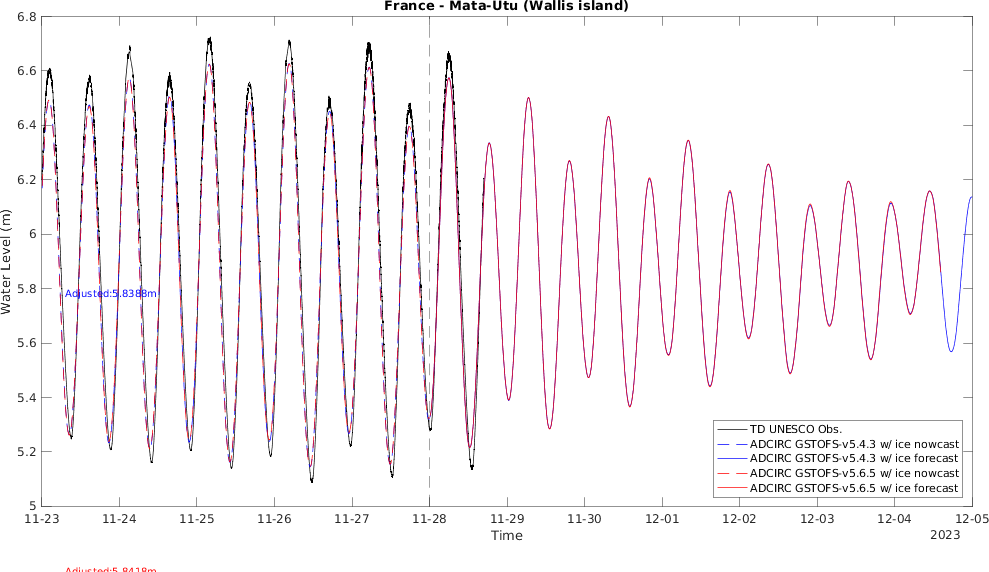 France - Mata-Utu (Wallis island)
6.8
6.6
6.4
6.2
6
5.8
5.6
5.4
5.2
5
Water Level (m)
Adjusted:5.8388m
TD UNESCO Obs.
ADCIRC GSTOFS-v5.4.3 w/ ice nowcast
ADCIRC GSTOFS-v5.4.3 w/ ice forecast
ADCIRC GSTOFS-v5.6.5 w/ ice nowcast
ADCIRC GSTOFS-v5.6.5 w/ ice forecast
11-23 11-24 11-25 11-26 11-27 11-28 11-29 11-30 12-01 12-02 12-03 12-04 12-05
Time
2023
Adjusted:5.8418m